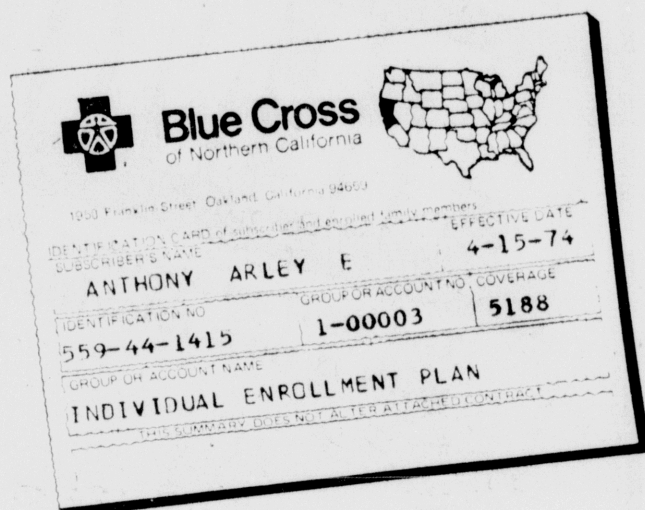 Blue Cross
of Northern California
1950 Franklin Street, Oakland, California 94659
IDENTIFICATION CARD of subscriber and enrolled family members
SUBSCRIBER'S NAME
EFFECTIVE DATE
ANTHONY ARLEY E
4-15-74
IDENTIFICATION NO
GROUP OR ACCOUNT NO
COVERAGE
559-44-1415
1-00003
5188
GROUP OR ACCOUNT NAME
INDIVIDUAL ENROLLMENT PLAN
THIS SUMMARY DOES NOT ALTER ATTACHED CONTRACT